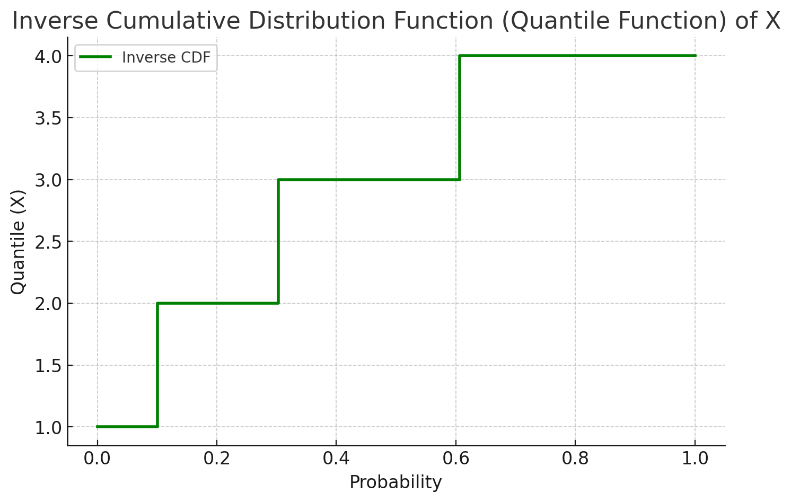 Inverse Cumulative Distribution Function (Quantile Function) of X
Inverse CDF
4.0
3.5
3.0
2.5
2.0
1.5
1.0
Quantile (X)
0.0 0.2 0.4 0.6 0.8 1.0
Probability